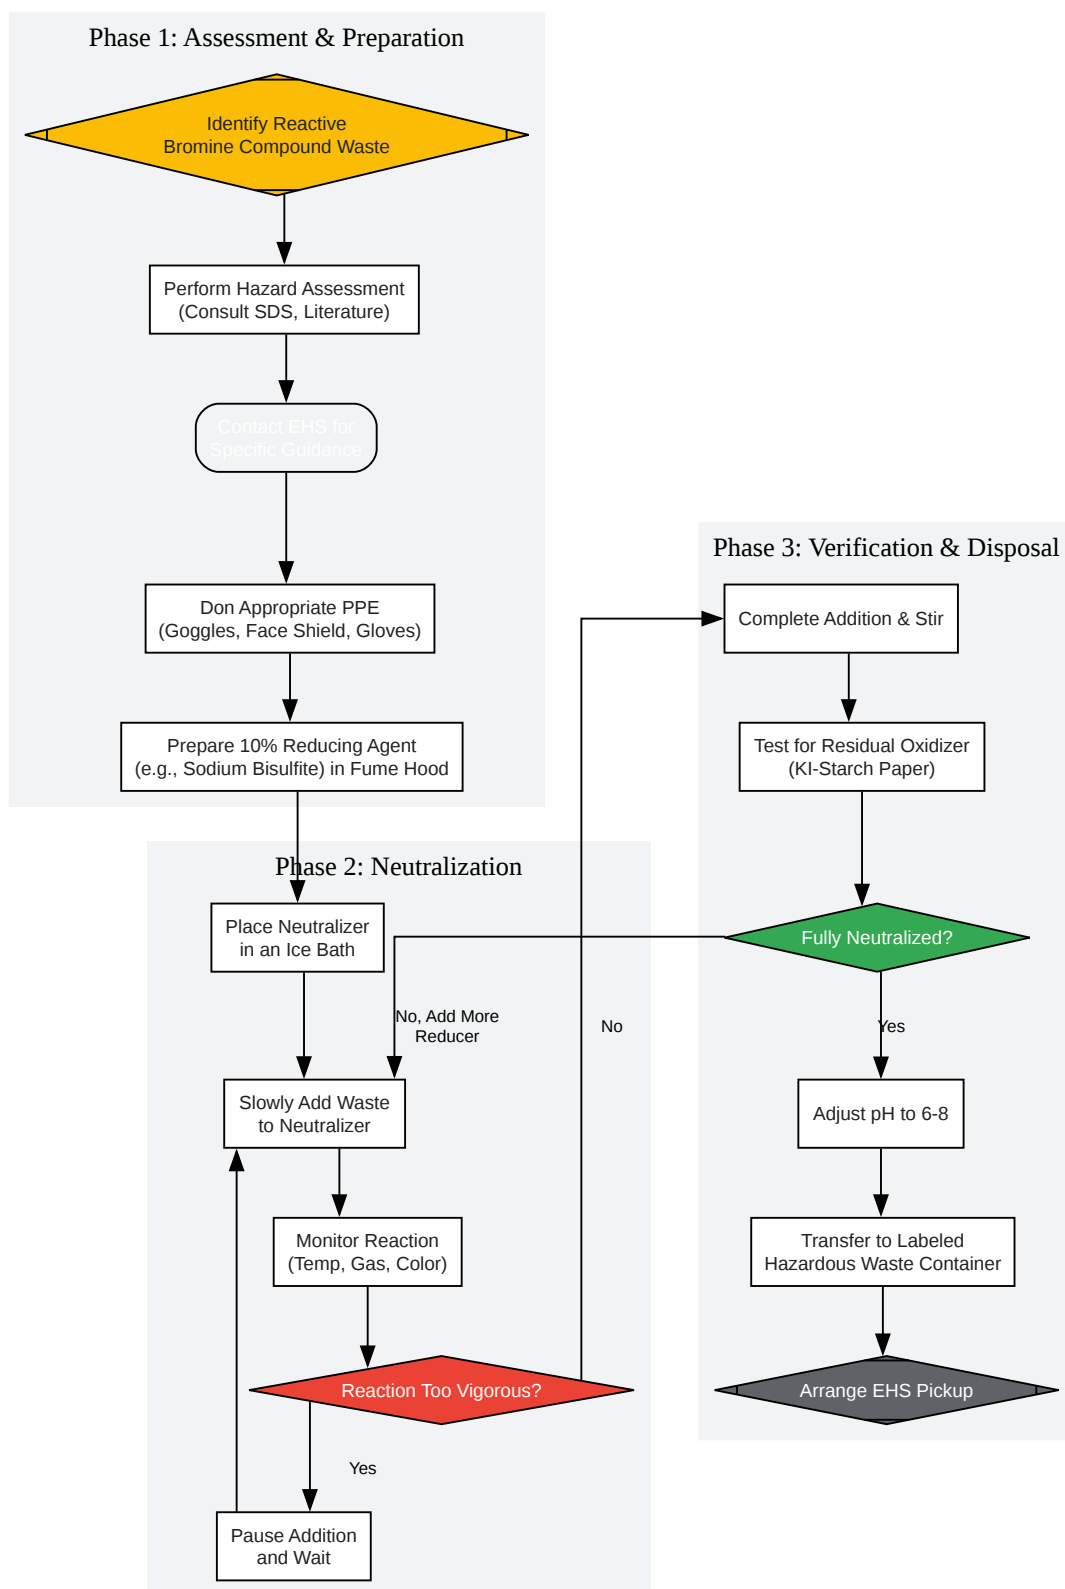 Phase 1: Assessment & Preparation
Identify Reactive
Bromine Compound Waste
Perform Hazard Assessment
(Consult SDS, Literature)
Contact EHS for
Specific Guidance
Don Appropriate PPE
(Goggles, Face Shield, Gloves)
Prepare 10% Reducing Agent
(e.g., Sodium Bisulfite) in Fume Hood
Phase 2: Neutralization
Place Neutralizer
in an Ice Bath
No, Add More
Reducer
No
Slowly Add Waste
to Neutralizer
Monitor Reaction
(Temp, Gas, Color)
Reaction Too Vigorous?
Yes
Pause Addition
and Wait
Phase 3: Verification & Disposal
Complete Addition & Stir
Test for Residual Oxidizer
(KI-Starch Paper)
Fully Neutralized?
Yes
Adjust pH to 6-8
Transfer to Labeled
Hazardous Waste Container
Arrange EHS Pickup